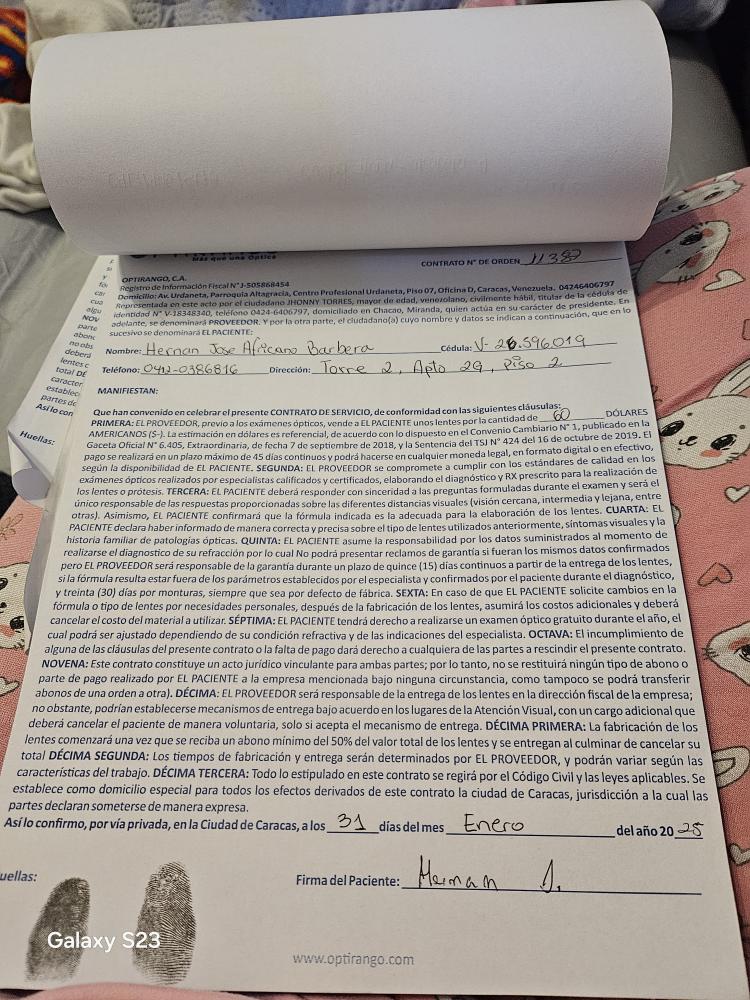 Más que una Óptica
CONTRATO N° DE ORDEN 11387
OPTIRANGO, C.A.
Registro de Información Fiscal N° J-505868454
Domicilio: Av. Urdaneta, Parroquia Altagracia, Centro Profesional Urdaneta, Piso 07, Oficina D, Caracas, Venezuela. 04246406797
Representada en este acto por el ciudadano JHONNY TORRES, mayor de edad, venezolano, civilmente hábil, titular de la cédula de
identidad N° V-18348340, teléfono 0424-6406797, domiciliado en Chacao, Miranda, quien actúa en su carácter de presidente. En
adelante, se denominará PROVEEDOR. Y por la otra parte, el ciudadano(a) cuyo nombre y datos se indican a continuación, que en lo
sucesivo se denominará EL PACIENTE:
Nombre: Hernan Jose Africano Barbera Cédula: V- 26.596.019
Teléfono: 0412-0386816 Dirección: Torre 2, Apto 29, Piso 2
MANIFIESTAN:
Que han convenido en celebrar el presente CONTRATO DE SERVICIO, de conformidad con las siguientes cláusulas:
PRIMERA: EL PROVEEDOR, previo a los exámenes ópticos, vende a EL PACIENTE unos lentes por la cantidad de 60 DÓLARES
AMERICANOS ($-). La estimación en dólares es referencial, de acuerdo con lo dispuesto en el Convenio Cambiario N° 1, publicado en la
Gaceta Oficial N° 6.405, Extraordinaria, de fecha 7 de septiembre de 2018, y la Sentencia del TSJ N° 424 del 16 de octubre de 2019. El
pago se realizará en un plazo máximo de 45 días continuos y podrá hacerse en cualquier moneda legal, en formato digital o en efectivo,
según la disponibilidad de EL PACIENTE. SEGUNDA: EL PROVEEDOR se compromete a cumplir con los estándares de calidad en los
exámenes ópticos realizados por especialistas calificados y certificados, elaborando el diagnóstico y RX prescrito para la realización de
los lentes o prótesis. TERCERA: EL PACIENTE deberá responder con sinceridad a las preguntas formuladas durante el examen y será el
único responsable de las respuestas proporcionadas sobre las diferentes distancias visuales (visión cercana, intermedia y lejana, entre
otras). Asimismo, EL PACIENTE confirmará que la fórmula indicada es la adecuada para la elaboración de los lentes. CUARTA: EL
PACIENTE declara haber informado de manera correcta y precisa sobre el tipo de lentes utilizados anteriormente, síntomas visuales y la
historia familiar de patologías ópticas. QUINTA: EL PACIENTE asume la responsabilidad por los datos suministrados al momento de
realizarse el diagnostico de su refracción por lo cual No podrá presentar reclamos de garantía si fueran los mismos datos confirmados
pero EL PROVEEDOR será responsable de la garantía durante un plazo de quince (15) días continuos a partir de la entrega de los lentes,
si la fórmula resulta estar fuera de los parámetros establecidos por el especialista y confirmados por el paciente durante el diagnóstico,
y treinta (30) días por monturas, siempre que sea por defecto de fábrica. SEXTA: En caso de que EL PACIENTE solicite cambios en la
fórmula o tipo de lentes por necesidades personales, después de la fabricación de los lentes, asumirá los costos adicionales y deberá
cancelar el costo del material a utilizar. SÉPTIMA: EL PACIENTE tendrá derecho a realizarse un examen óptico gratuito durante el año, el
cual podrá ser ajustado dependiendo de su condición refractiva y de las indicaciones del especialista. OCTAVA: El incumplimiento de
alguna de las cláusulas del presente contrato o la falta de pago dará derecho a cualquiera de las partes a rescindir el presente contrato.
NOVENA: Este contrato constituye un acto jurídico vinculante para ambas partes; por lo tanto, no se restituirá ningún tipo de abono o
parte de pago realizado por EL PACIENTE a la empresa mencionada bajo ninguna circunstancia, como tampoco se podrá transferir
abonos de una orden a otra). DÉCIMA: EL PROVEEDOR será responsable de la entrega de los lentes en la dirección fiscal de la empresa;
no obstante, podrían establecerse mecanismos de entrega bajo acuerdo en los lugares de la Atención Visual, con un cargo adicional que
deberá cancelar el paciente de manera voluntaria, solo si acepta el mecanismo de entrega. DÉCIMA PRIMERA: La fabricación de los
lentes comenzará una vez que se reciba un abono mínimo del 50% del valor total de los lentes y se entregan al culminar de cancelar su
total DÉCIMA SEGUNDA: Los tiempos de fabricación y entrega serán determinados por EL PROVEEDOR, y podrán variar según las
características del trabajo. DÉCIMA TERCERA: Todo lo estipulado en este contrato se regirá por el Código Civil y las leyes aplicables. Se
establece como domicilio especial para todos los efectos derivados de este contrato la ciudad de Caracas, jurisdicción a la cual las
partes declaran someterse de manera expresa.
Así lo confirmo, por vía privada, en la Ciudad de Caracas, a los 31 días del mes Enero del año 2025
Huellas:
uellas:
Firma del Paciente: Hernan J.
Galaxy S23
www.optirango.com